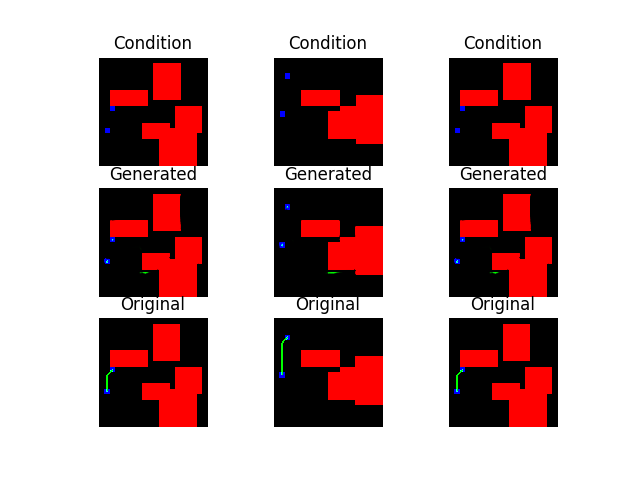 Condition Condition Condition
Generated Generated Generated
Original Original Original